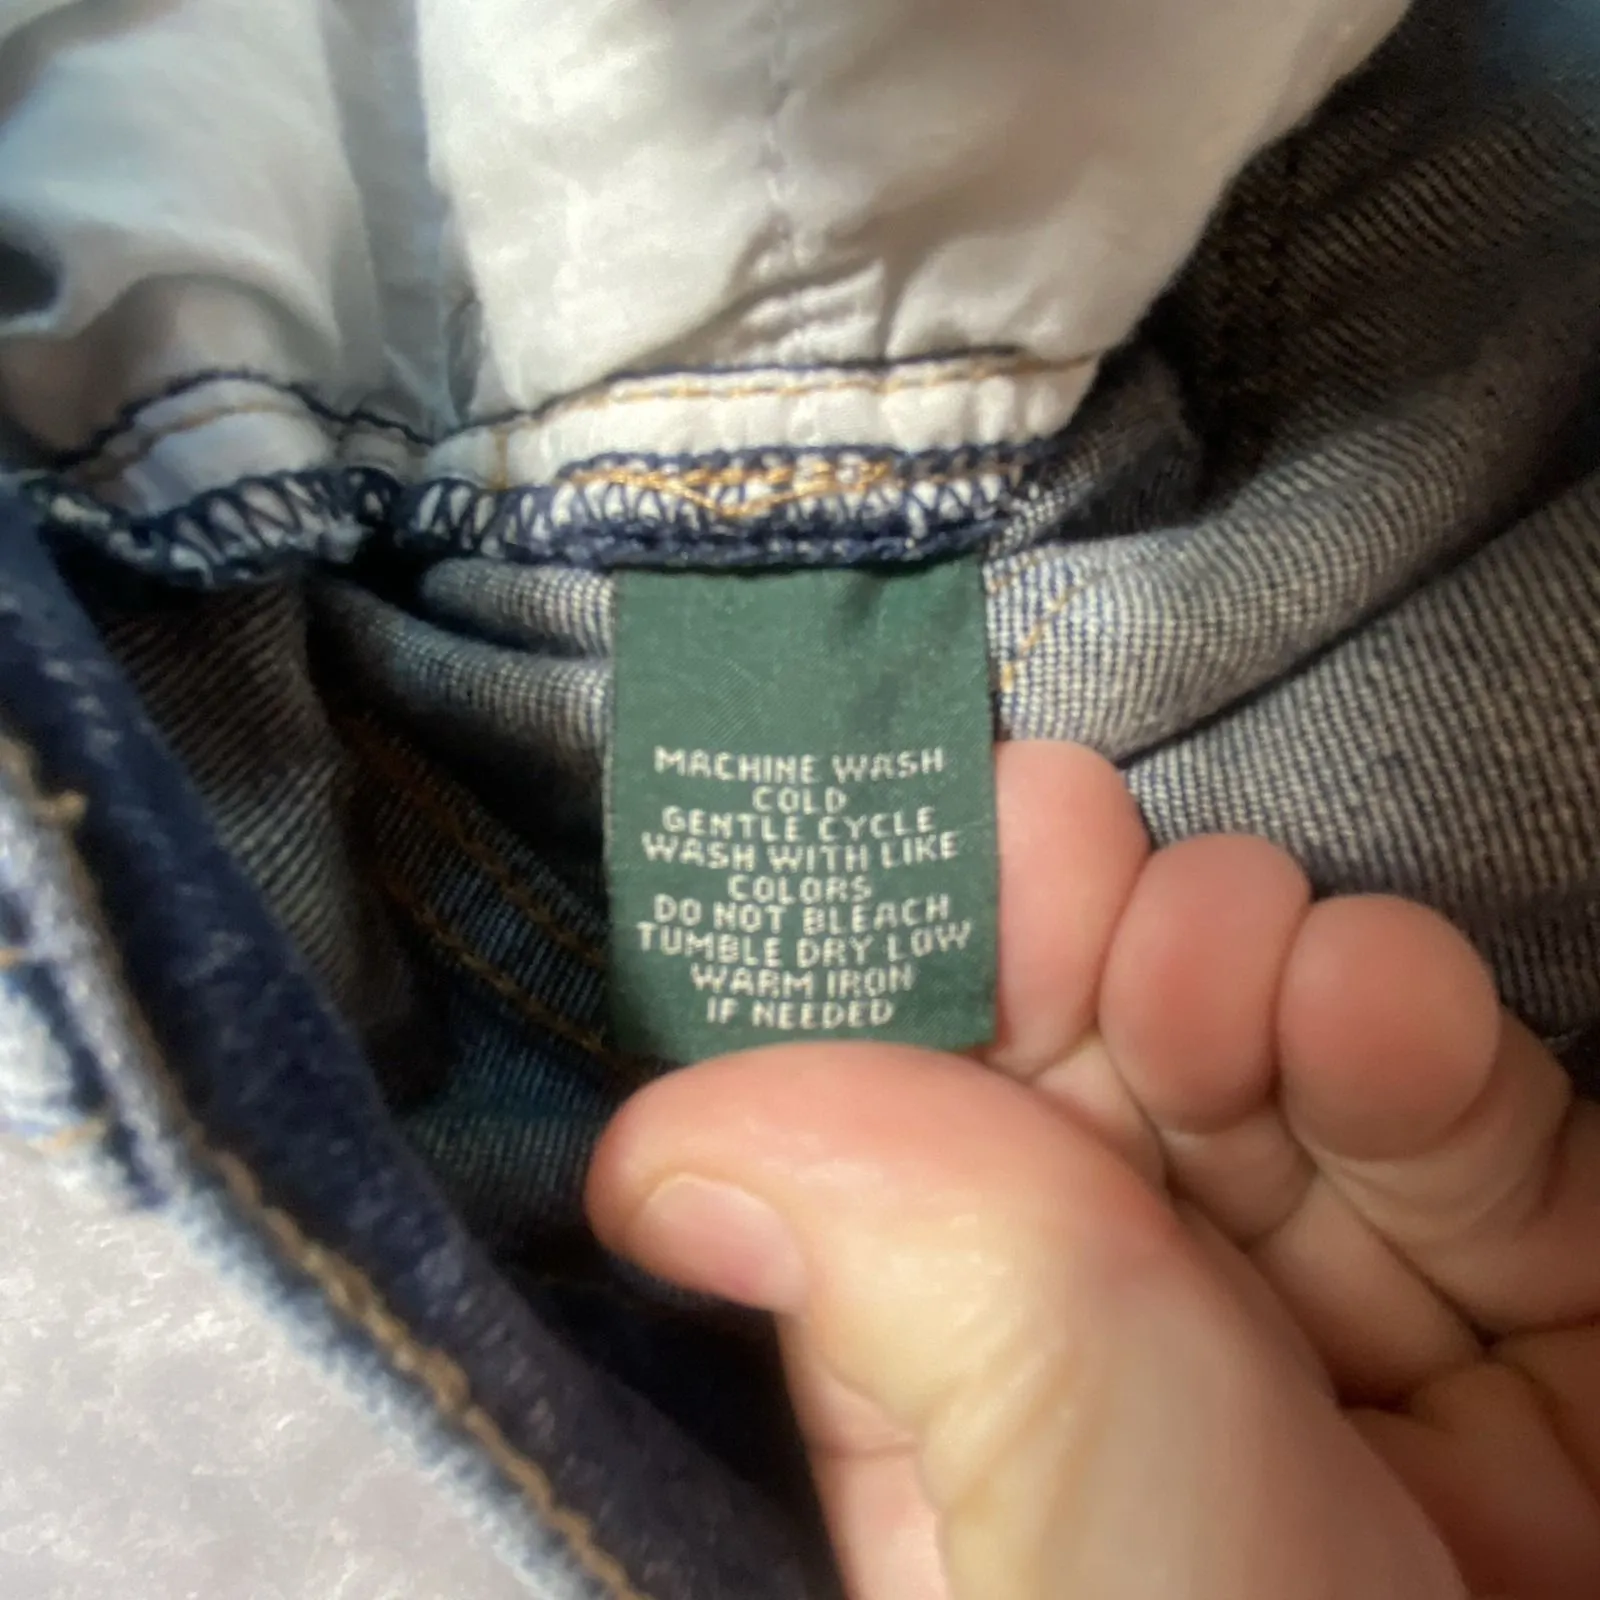 MACHINE WASH
COLD
GENTLE CYCLE
WASH WITH LIKE
COLORS
DO NOT BLEACH
TUMBLE DRY LOW
WARM IRON
IF NEEDED